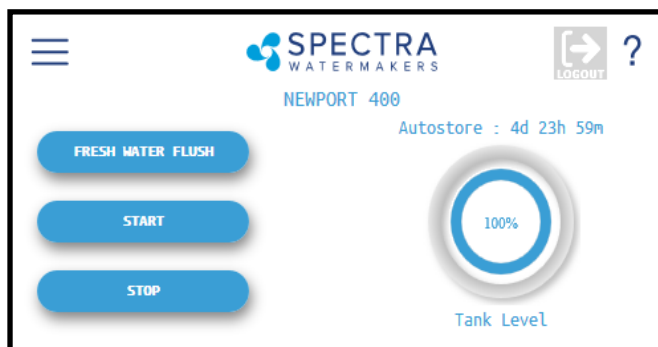 SPECTRA
WATERMAKERS
LOGOUT
?
NEWPORT 400
Autostore : 4d 23h 59m
FRESH WATER FLUSH
START
STOP
100%
Tank Level